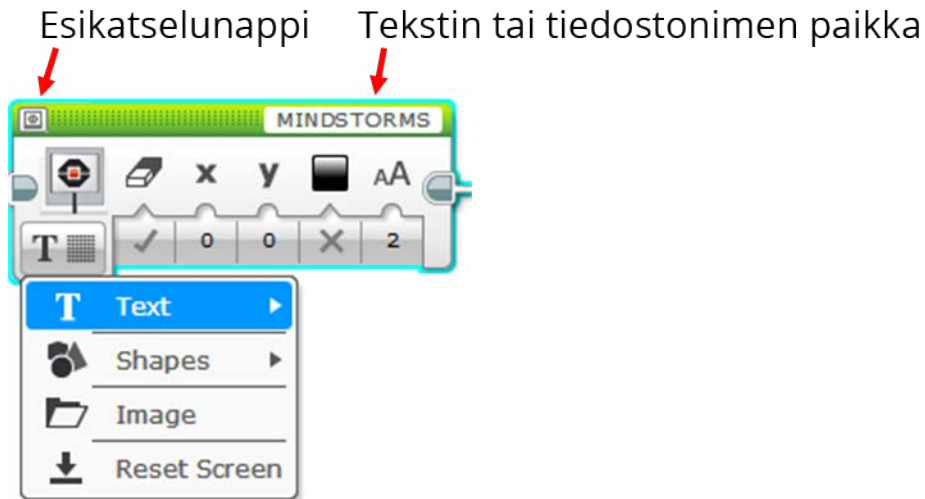 Esikatselunappi Tekstin tai tiedostonimen paikka
MINDSTORMS
x y AA
T 0 0 2
T Text
Shapes
Image
Reset Screen